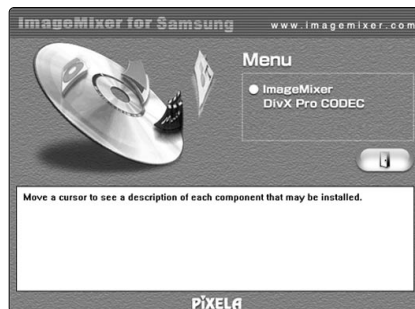 ImageMixer for Samsung
www.imagemixer.com
Menu
ImageMixer
DivX Pro CODEC
Move a cursor to see a description of each component that may be installed.
PIXELA